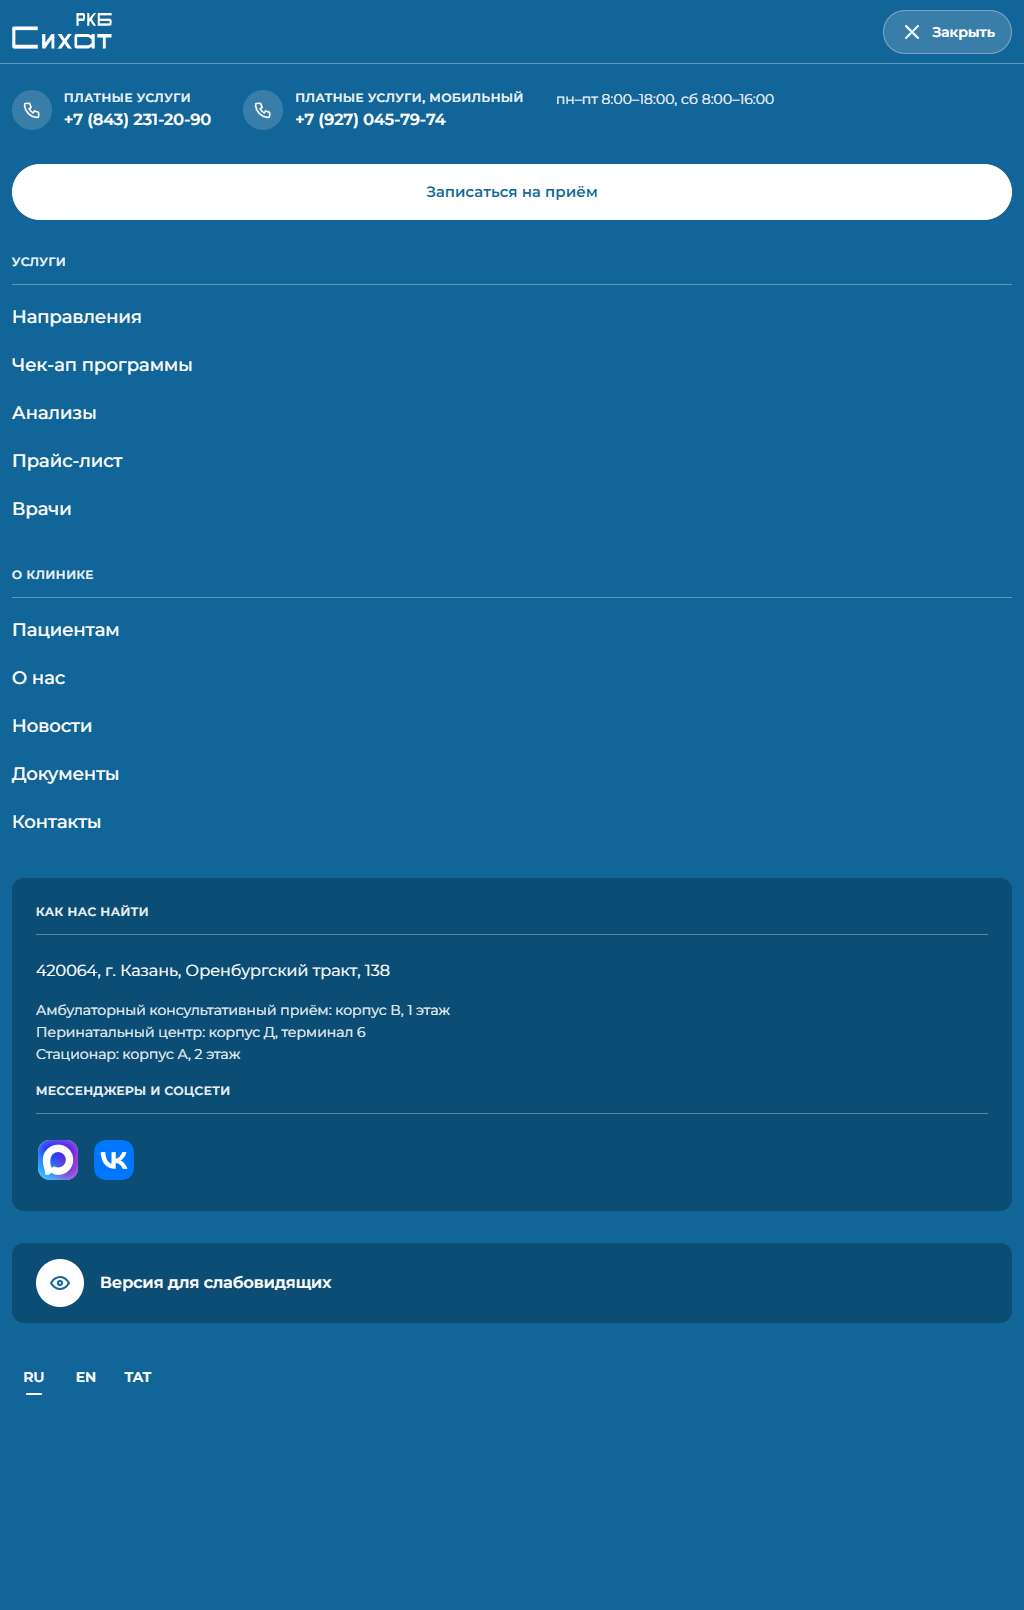 РКБ
Сихат
Закрыть
ПЛАТНЫЕ УСЛУГИ
+7 (843) 231-20-90
ПЛАТНЫЕ УСЛУГИ, МОБИЛЬНЫЙ
+7 (927) 045-79-74
пн–пт 8:00–18:00, сб 8:00–16:00
Записаться на приём
УСЛУГИ
Направления
Чек-ап программы
Анализы
Прайс-лист
Врачи
О КЛИНИКЕ
Пациентам
О нас
Новости
Документы
Контакты
КАК НАС НАЙТИ
420064, г. Казань, Оренбургский тракт, 138
Амбулаторный консультативный приём: корпус В, 1 этаж
Перинатальный центр: корпус Д, терминал 6
Стационар: корпус А, 2 этаж
МЕССЕНДЖЕРЫ И СОЦСЕТИ
Версия для слабовидящих
RU EN TAT